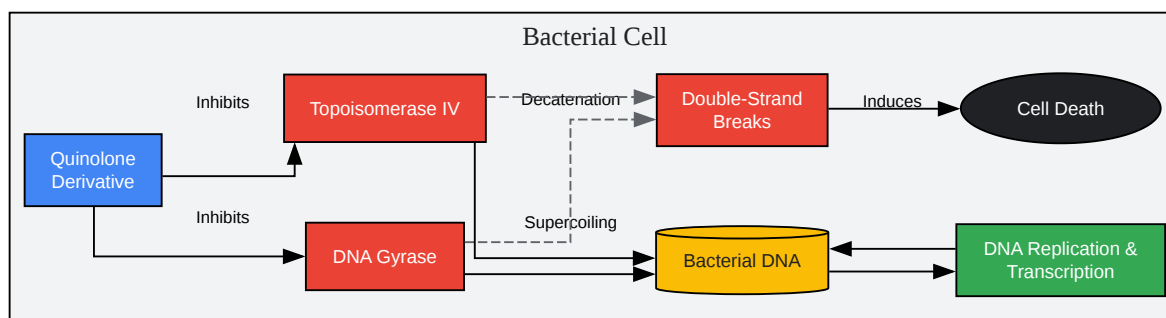 Bacterial Cell
Inhibits
Topoisomerase IV
Decatenation
Double-Strand
Breaks
Induces
Cell Death
Quinolone
Derivative
Inhibits
DNA Gyrase
Supercoiling
Bacterial DNA
DNA Replication &
Transcription